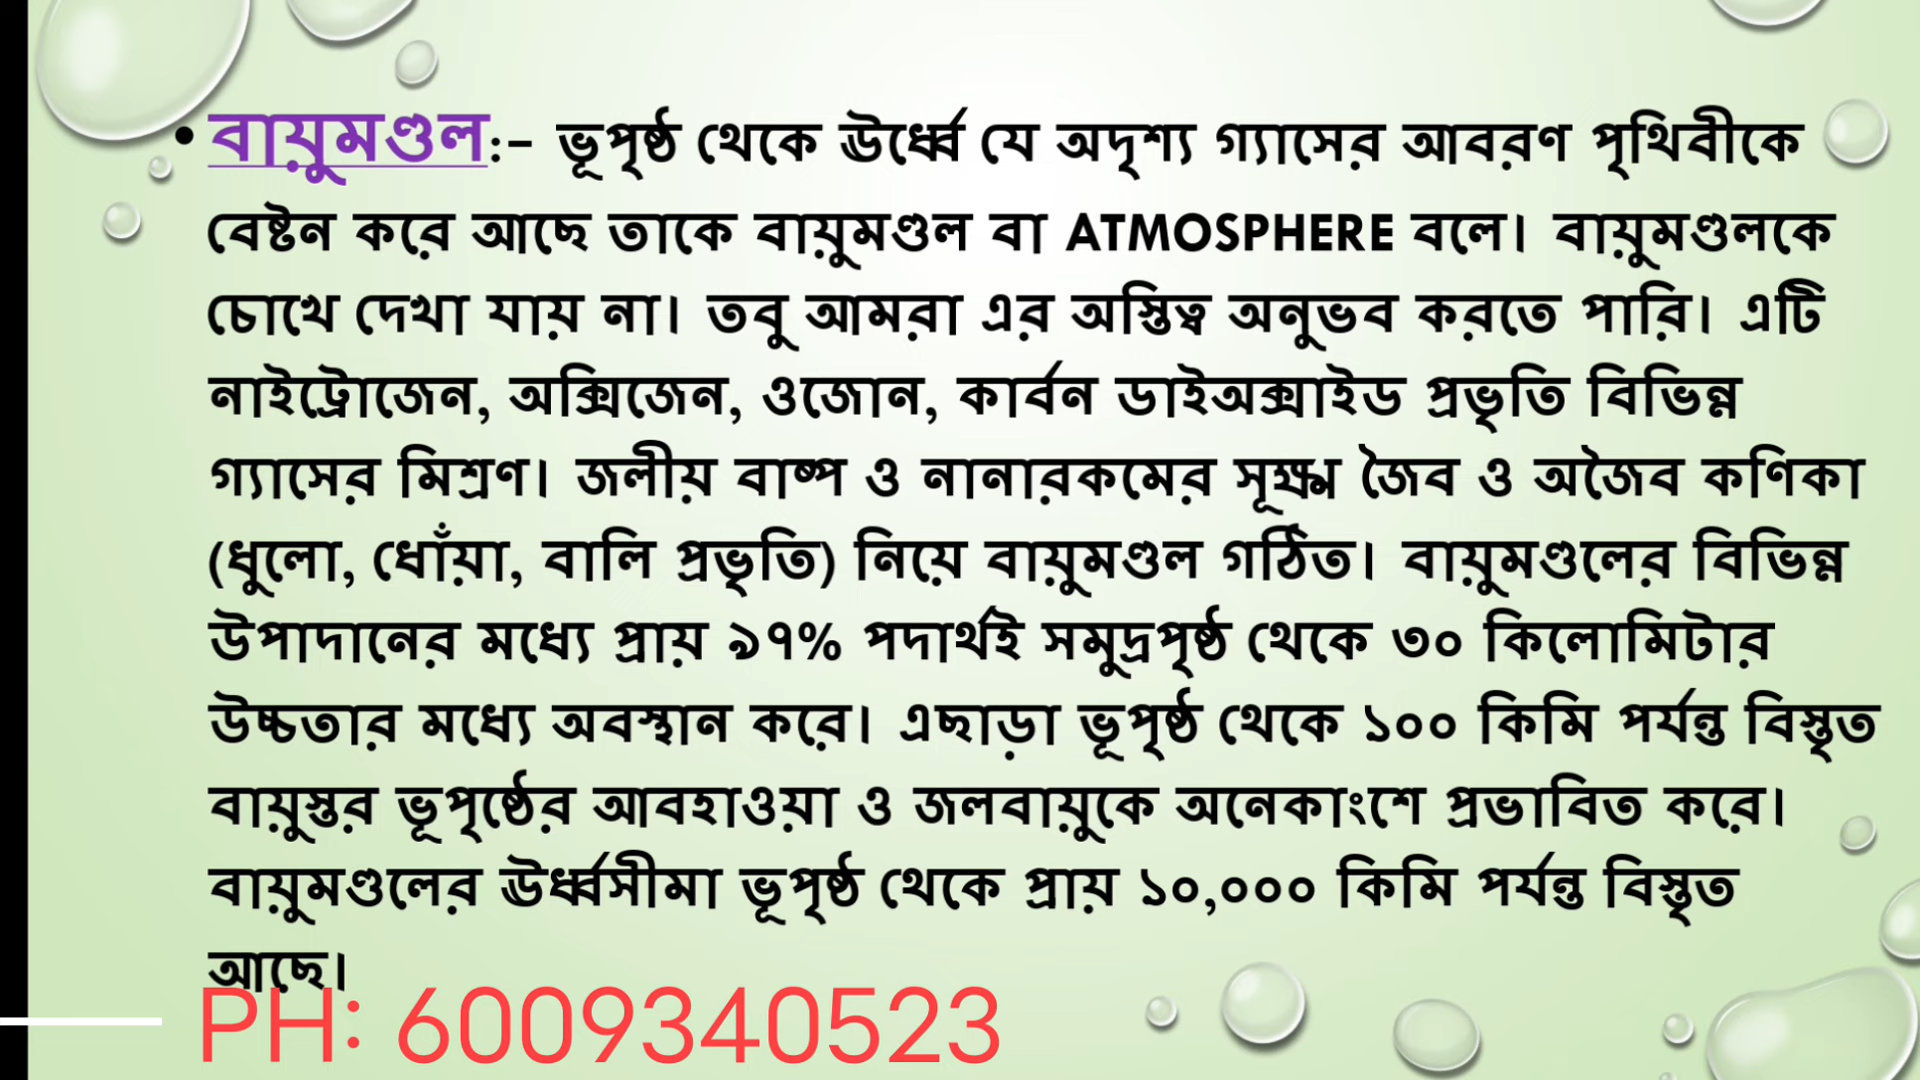 • বায়ুমণ্ডল:– ভূপৃষ্ঠ থেকে ঊর্ধ্বে যে অদৃশ্য গ্যাসের আবরণ পৃথিবীকে
বেষ্টন করে আছে তাকে বায়ুমণ্ডল বা ATMOSPHERE বলে। বায়ুমণ্ডলকে
চোখে দেখা যায় না। তবু আমরা এর অস্তিত্ব অনুভব করতে পারি। এটি
নাইট্রোজেন, অক্সিজেন, ওজোন, কার্বন ডাইঅক্সাইড প্রভৃতি বিভিন্ন
গ্যাসের মিশ্রণ। জলীয় বাষ্প ও নানারকমের সূক্ষ্ম জৈব ও অজৈব কণিকা
(ধুলো, ধোঁয়া, বালি প্রভৃতি) নিয়ে বায়ুমণ্ডল গঠিত। বায়ুমণ্ডলের বিভিন্ন
উপাদানের মধ্যে প্রায় ৯৭% পদার্থই সমুদ্রপৃষ্ঠ থেকে ৩০ কিলোমিটার
উচ্চতার মধ্যে অবস্থান করে। এছাড়া ভূপৃষ্ঠ থেকে ১০০ কিমি পর্যন্ত বিস্তৃত
বায়ুস্তর ভূপৃষ্ঠের আবহাওয়া ও জলবায়ুকে অনেকাংশে প্রভাবিত করে।
বায়ুমণ্ডলের ঊর্ধ্বসীমা ভূপৃষ্ঠ থেকে প্রায় ১০,০০০ কিমি পর্যন্ত বিস্তৃত
আছে।
PH: 6009340523